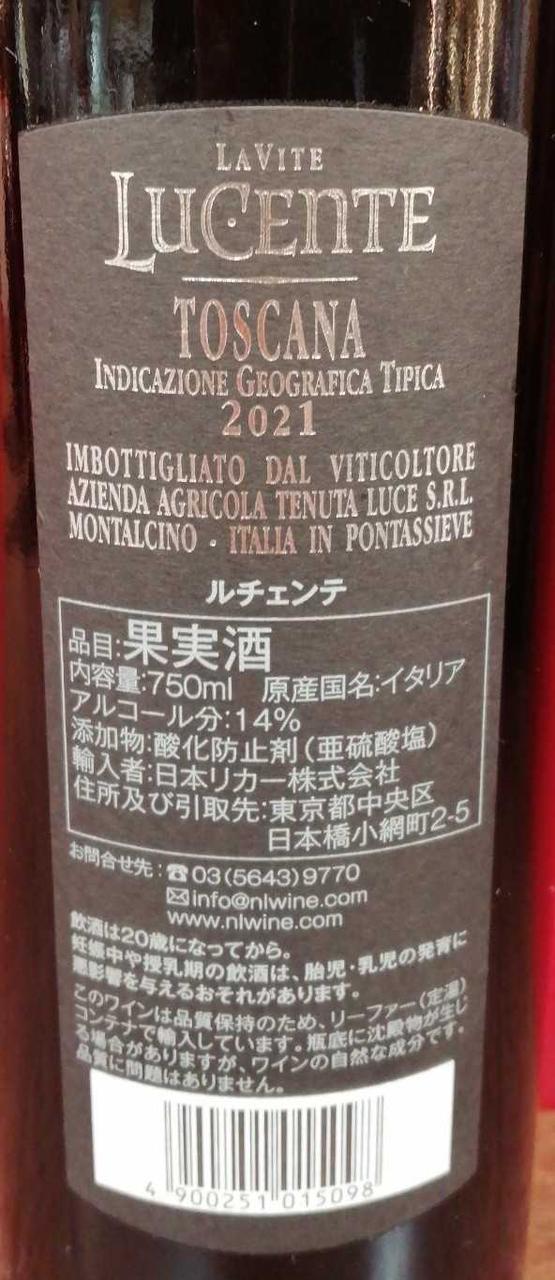 LAVITE
LUCENTE
TOSCANA
INDICAZIONE GEOGRAFICA TIPICA
2021
IMBOTTIGLIATO DAL VITICOLTORE
AZIENDA AGRICOLA TENUTA LUCE S.R.L.
MONTALCINO - ITALIA IN PONTASSIEVE
ルチェンテ
品目:果実酒
内容量:750ml 原産国名:イタリア
アルコール分:14%
添加物:酸化防止剤(亜硫酸塩)
輸入者:日本リカー株式会社
住所及び引取先:東京都中央区
日本橋小網町2-5
お問合せ先:☎03(5643)9770
✉info@nlwine.com
www.nlwine.com
飲酒は20歳になってから。
妊娠中や授乳期の飲酒は、胎児・乳児の発育に
悪影響を与えるおそれがあります。
このワインは品質保持のため、リーファー(定温)
コンテナで輸入しています。瓶底に沈殿物が生じ
る場合がありますが、ワインの自然な成分です。
品質に問題はありません。
4 900251 015098